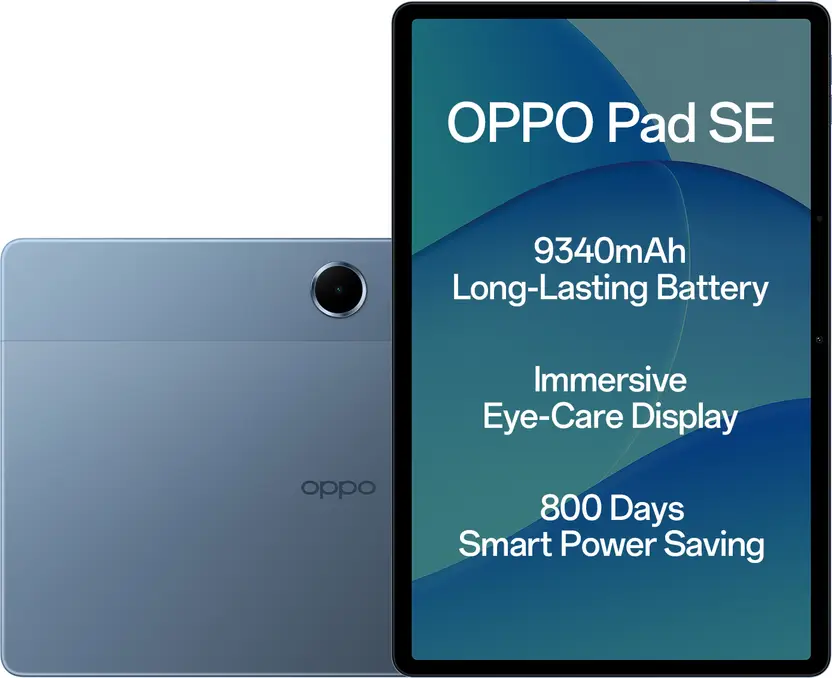 OPPO Pad SE
9340mAh
Long-Lasting Battery
Immersive
Eye-Care Display
800 Days
Smart Power Saving
oppo